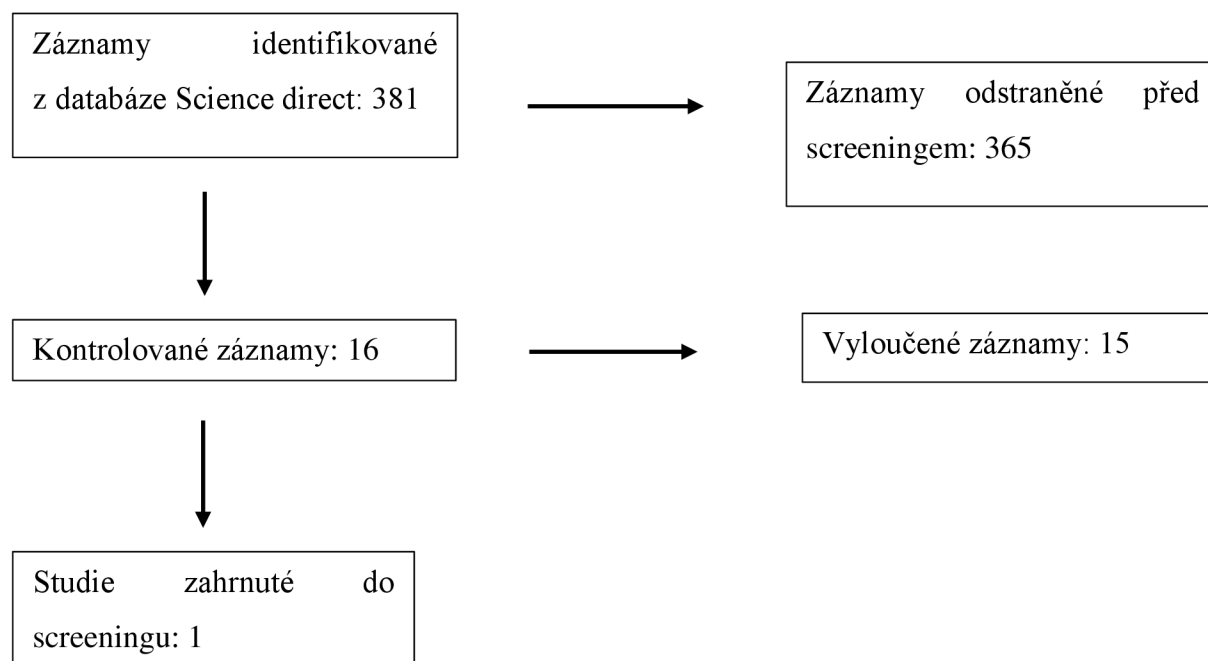 Záznamy identifikované
z databáze Science direct: 381
Záznamy odstraněné před
screeningem: 365
Kontrolované záznamy: 16
Vyloučené záznamy: 15
Studie zahrnuté do
screeningu: 1